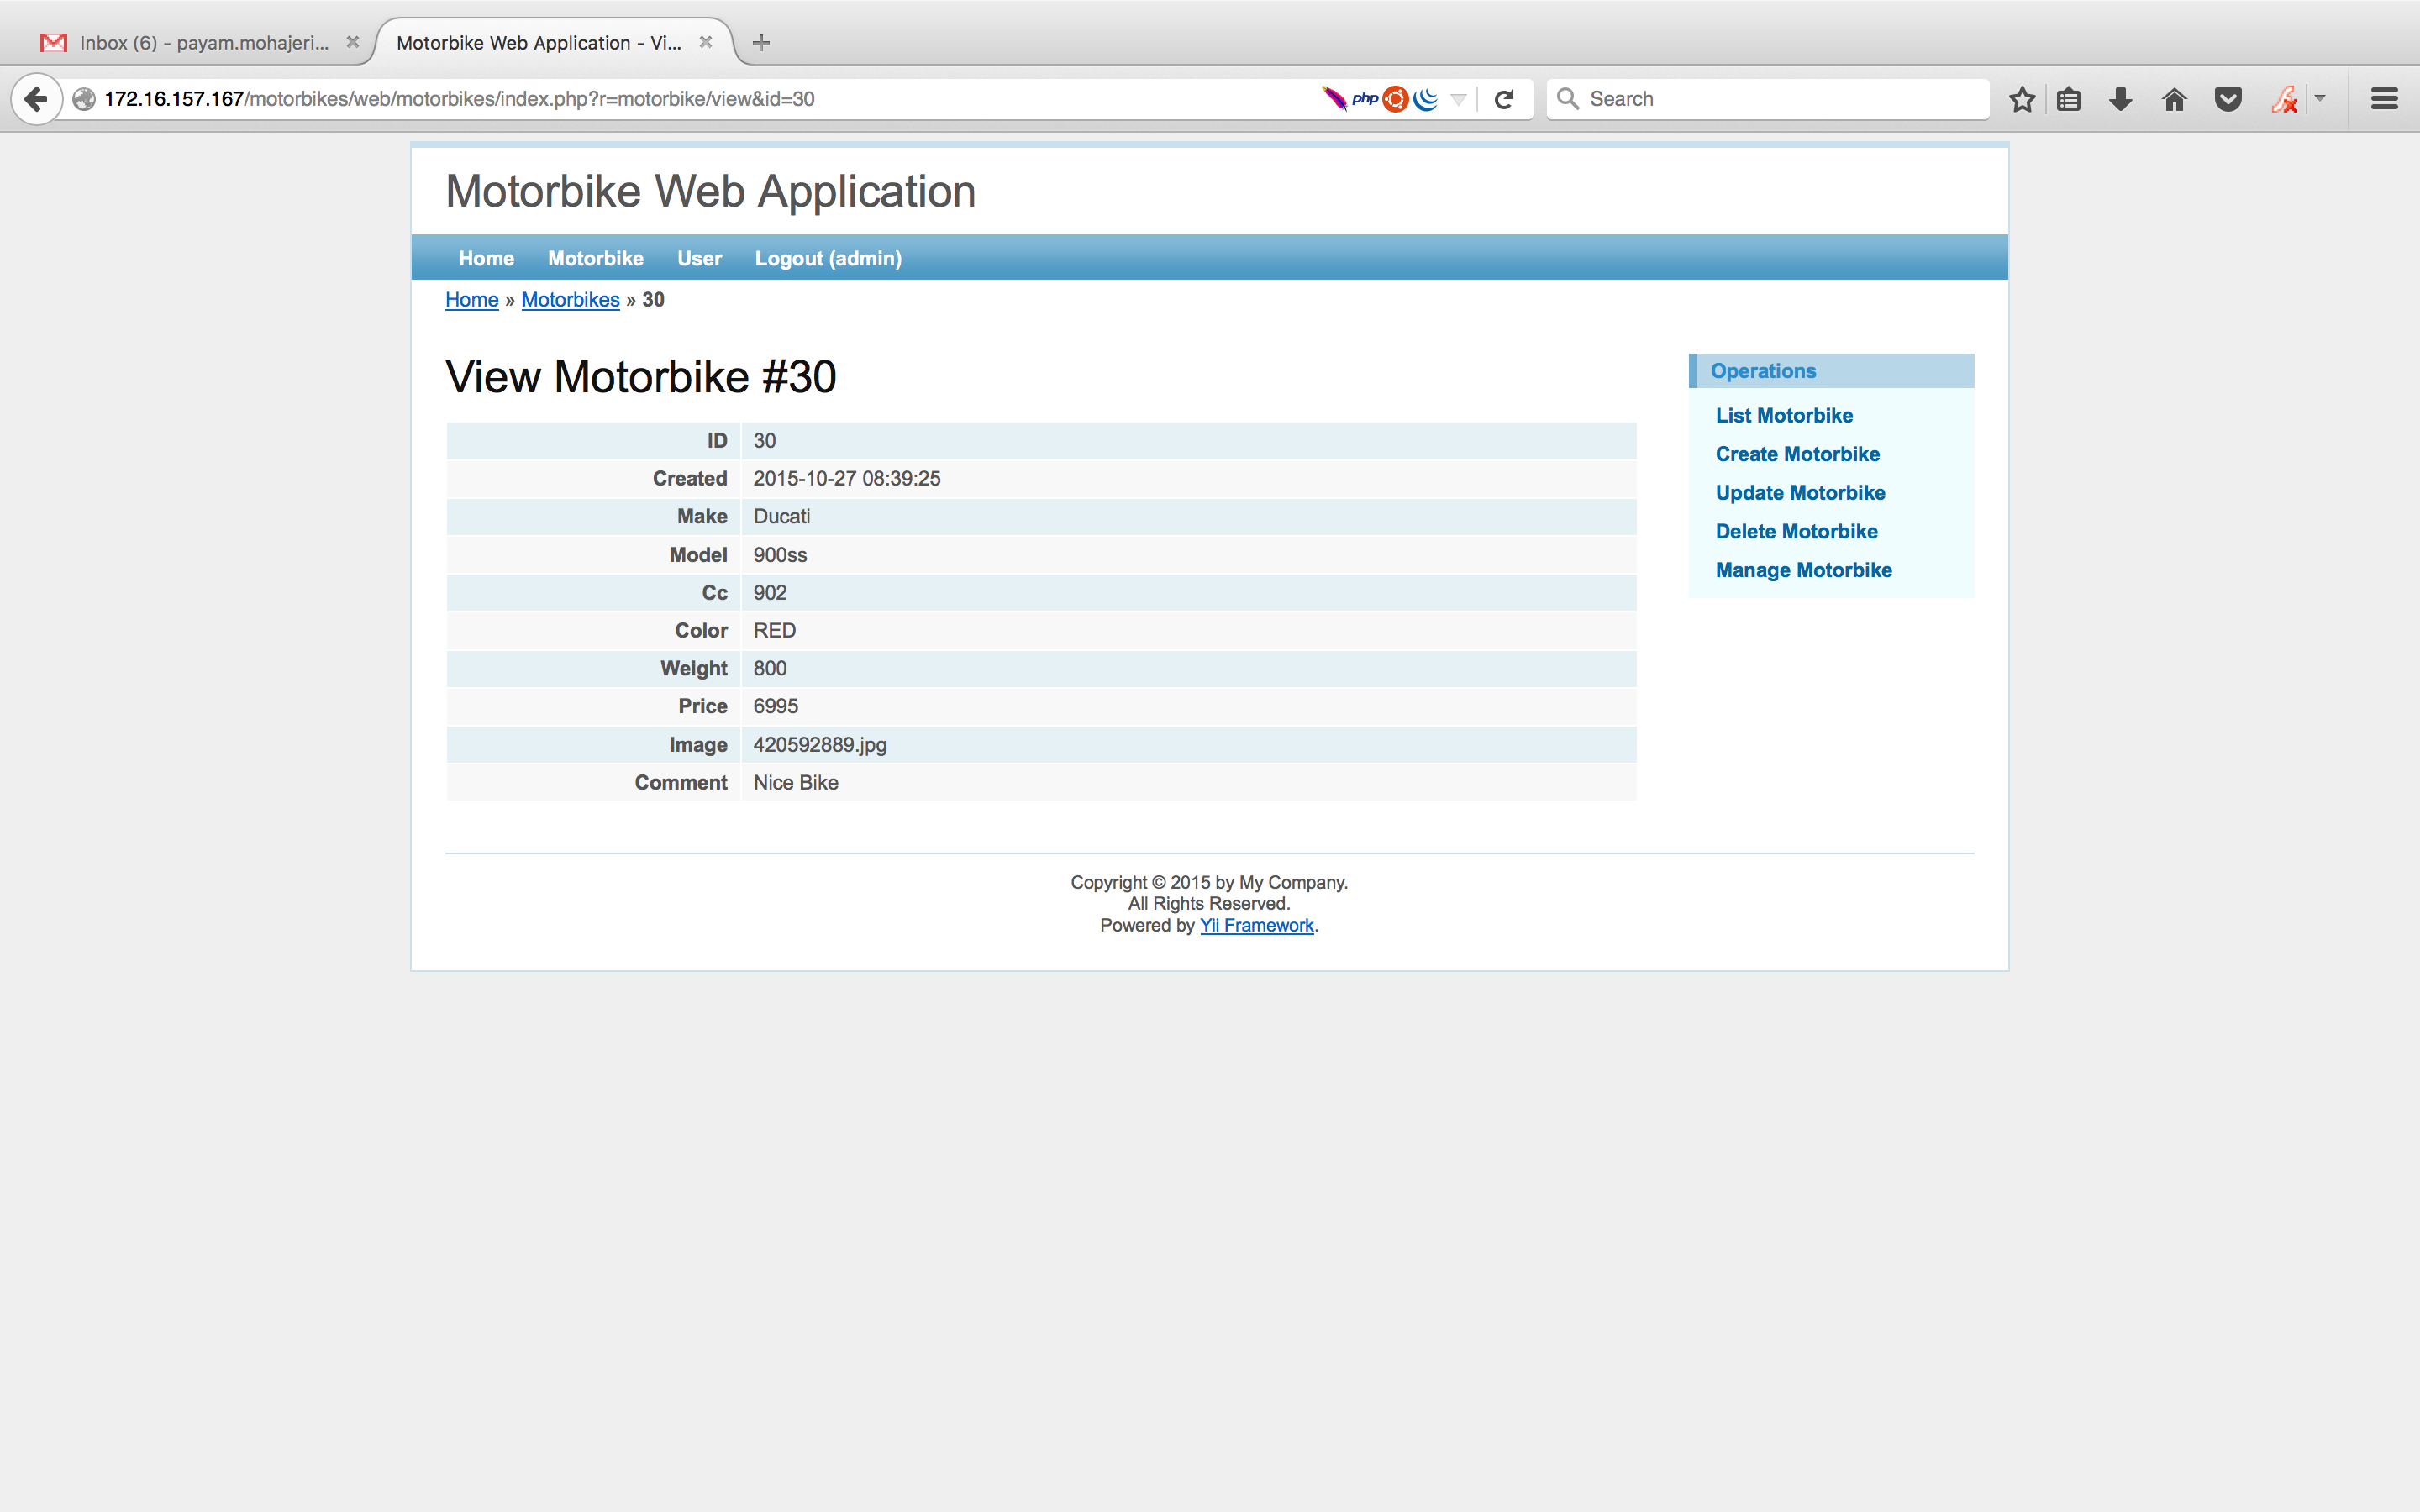 Inbox (6) - payam.mohajeri...
Motorbike Web Application - Vi...
172.16.157.167/motorbikes/web/motorbikes/index.php?r=motorbike/view&id=30
php
Search
Motorbike Web Application
Home Motorbike User Logout (admin)
Home » Motorbikes » 30
View Motorbike #30
ID 30
Created 2015-10-27 08:39:25
Make Ducati
Model 900ss
Cc 902
Color RED
Weight 800
Price 6995
Image 420592889.jpg
Comment Nice Bike
Operations
List Motorbike
Create Motorbike
Update Motorbike
Delete Motorbike
Manage Motorbike
Copyright © 2015 by My Company.
All Rights Reserved.
Powered by Yii Framework.